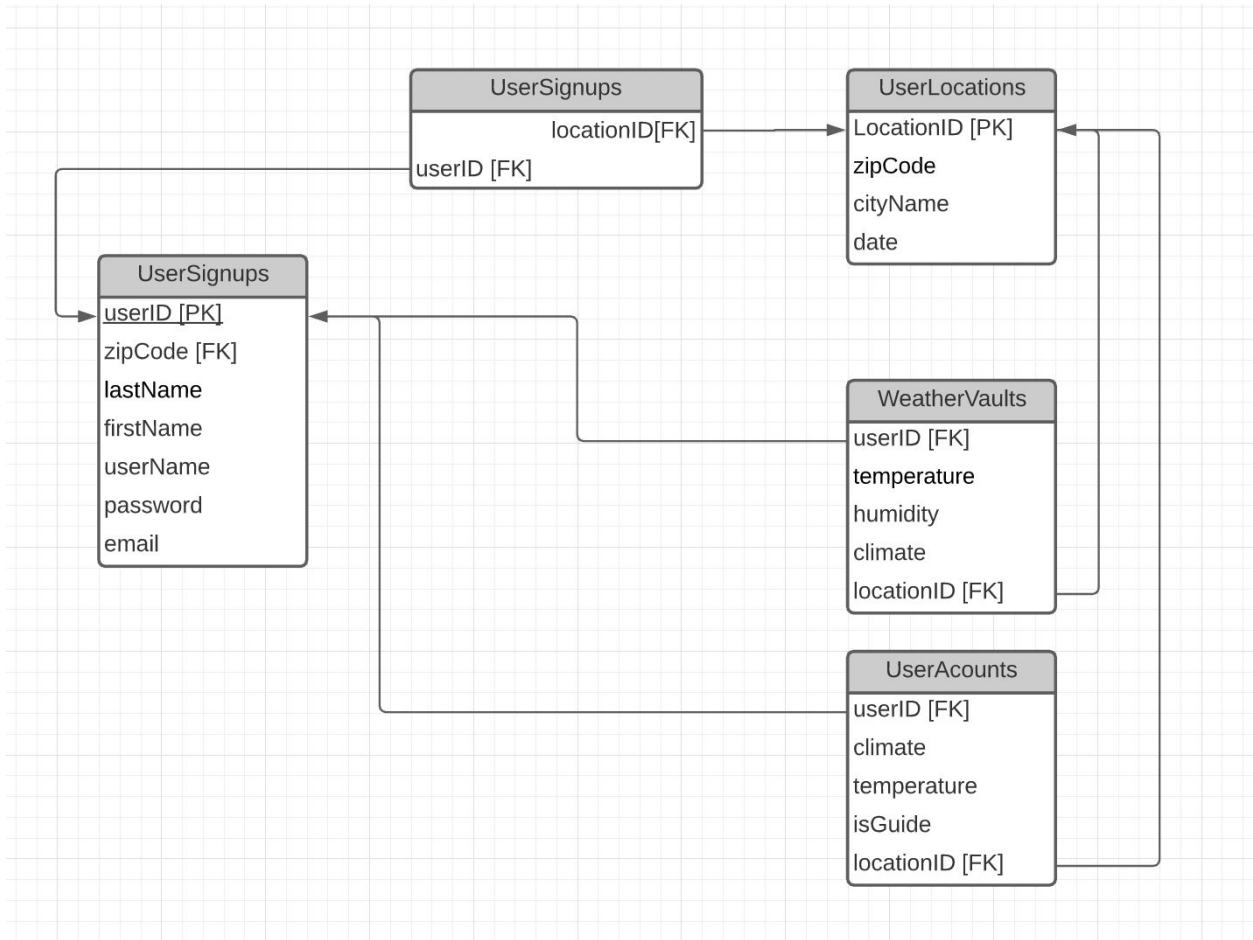 UserSignups
locationID[FK]
userID [FK]
UserLocations
LocationID [PK]
zipCode
cityName
date
UserSignups
userID [PK]
zipCode [FK]
lastName
firstName
userName
password
email
WeatherVaults
userID [FK]
temperature
humidity
climate
locationID [FK]
UserAcounts
userID [FK]
climate
temperature
isGuide
locationID [FK]